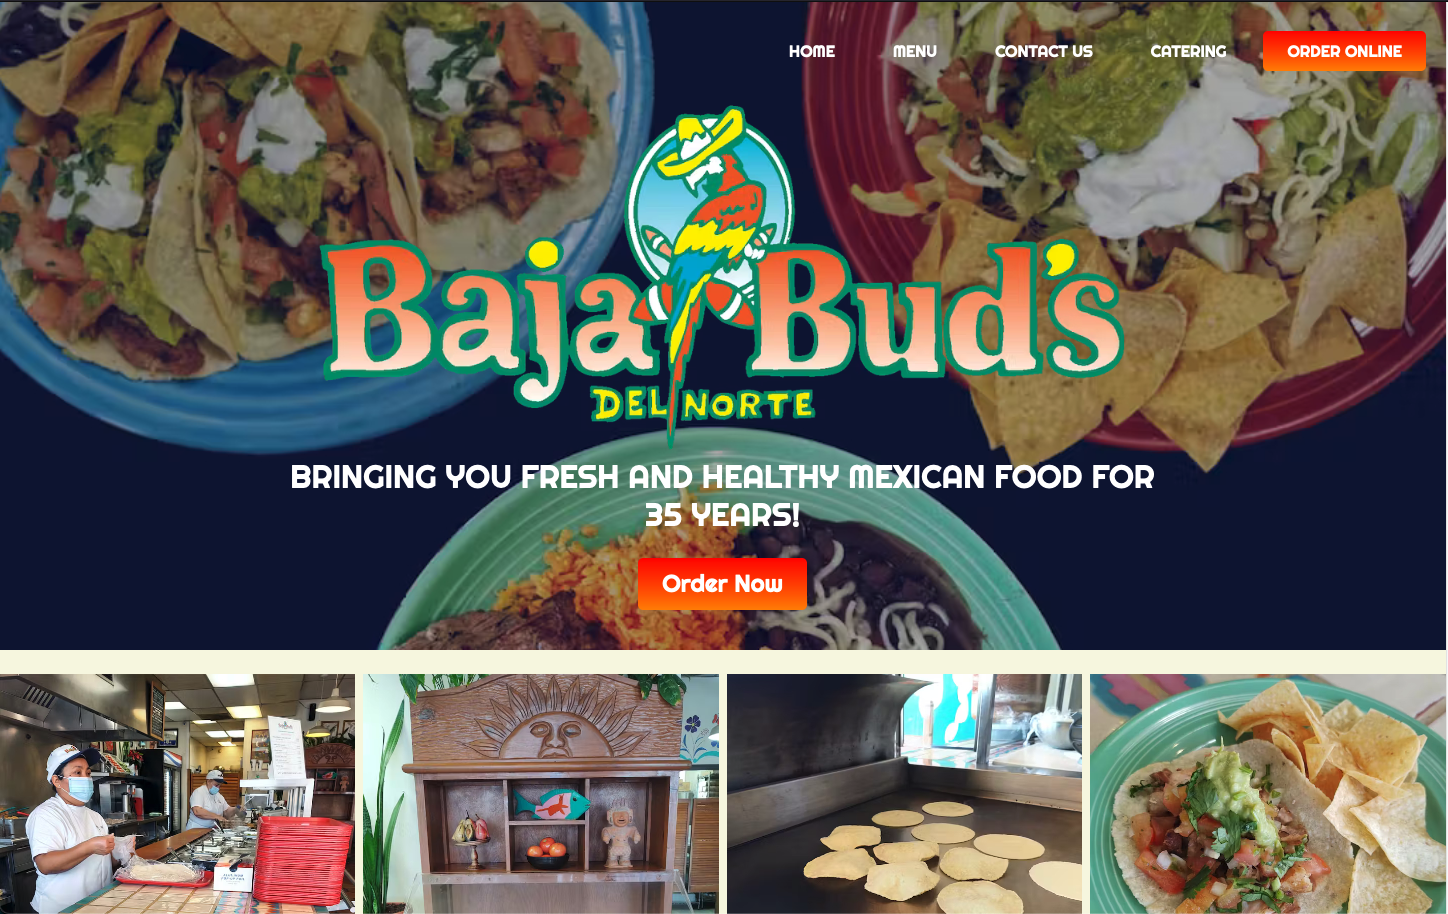 HOME
MENU
CONTACT US
CATERING
ORDER ONLINE
Baja Bud's
DEL NORTE
BRINGING YOU FRESH AND HEALTHY MEXICAN FOOD FOR
35 YEARS!
Order Now